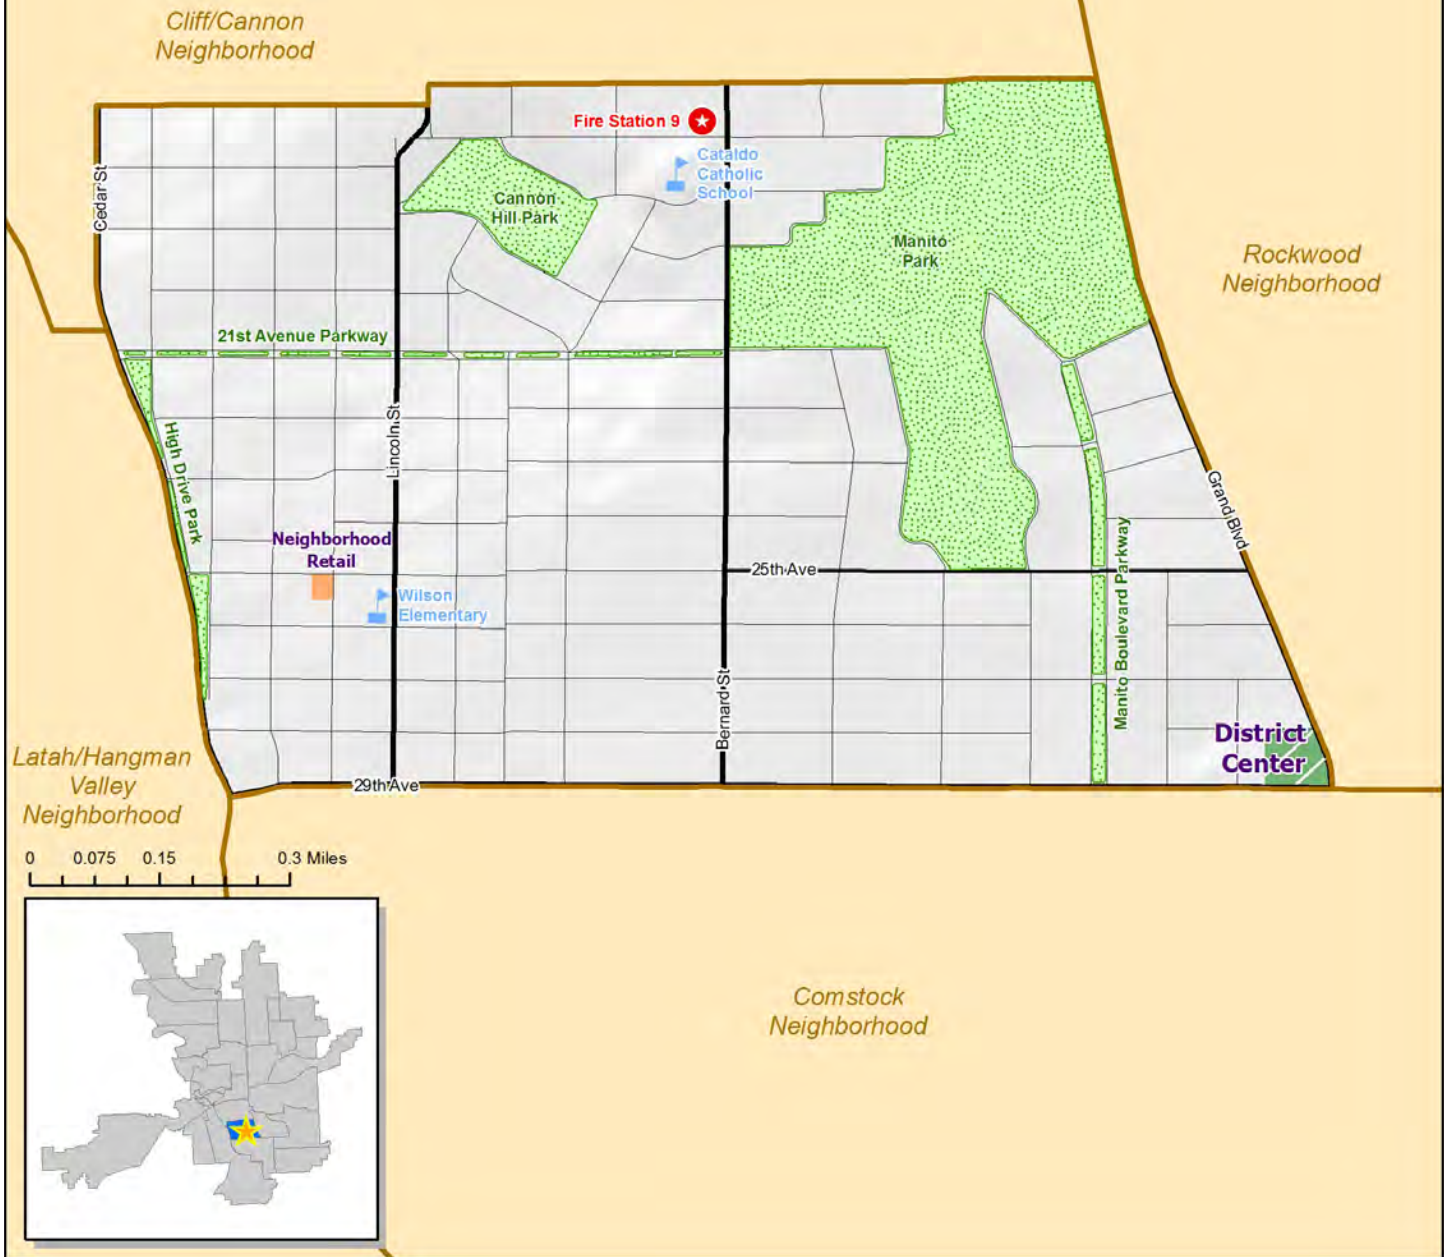 Cliff/Cannon
Neighborhood
Fire Station 9
Cataldo
Catholic
School
Cedar St
Cannon
Hill Park
Manito
Park
Rockwood
Neighborhood
21st Avenue Parkway
Lincoln St
High Drive Park
Grand Blvd
Neighborhood
Retail
25th Ave
Wilson
Elementary
Manito Boulevard Parkway
Bernard St
District
Center
Latah/Hangman
Valley
Neighborhood
29th Ave
0 0.075 0.15 0.3 Miles
Comstock
Neighborhood